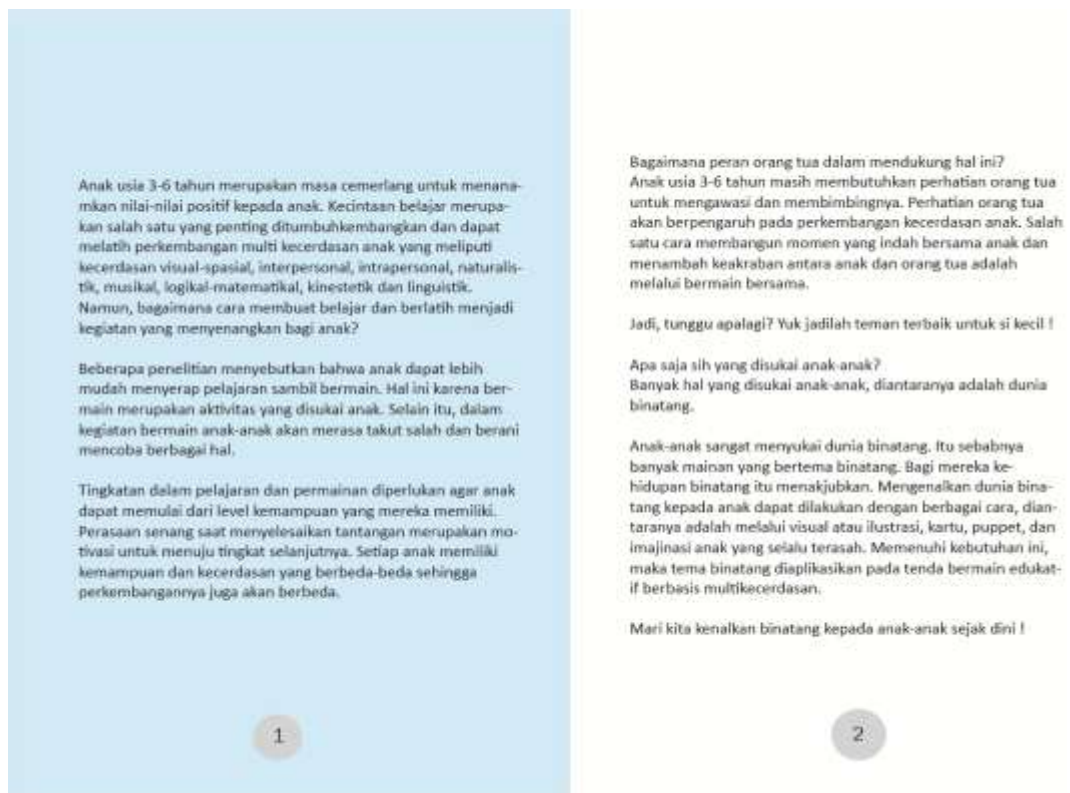 Anak usia 3-6 tahun merupakan masa cemerlang untuk menana-
mkan nilai-nilai positif kepada anak. Kecintaan belajar merupa-
kan salah satu yang penting ditumbuhkembangkan dan dapat
melatih perkembangan multi kecerdasan anak yang meliputi
kecerdasan visual-spasial, interpersonal, intrapersonal, naturalis-
tik, musikal, logikal-matematikal, kinestetik dan linguistik.
Namun, bagaimana cara membuat belajar dan berlatih menjadi
kegiatan yang menyenangkan bagi anak?
Beberapa penelitian menyebutkan bahwa anak dapat lebih
mudah menyerap pelajaran sambil bermain. Hal ini karena ber-
main merupakan aktivitas yang disukai anak. Selain itu, dalam
kegiatan bermain anak-anak akan merasa takut salah dan berani
mencoba berbagai hal.
Tingkatan dalam pelajaran dan permainan diperlukan agar anak
dapat memulai dari level kemampuan yang mereka memiliki.
Perasaan senang saat menyelesaikan tantangan merupakan mo-
tivasi untuk menuju tingkat selanjutnya. Setiap anak memiliki
kemampuan dan kecerdasan yang berbeda-beda sehingga
perkembangannya juga akan berbeda.
1
Bagaimana peran orang tua dalam mendukung hal ini?
Anak usia 3-6 tahun masih membutuhkan perhatian orang tua
untuk mengawasi dan membimbingnya. Perhatian orang tua
akan berpengaruh pada perkembangan kecerdasan anak. Salah
satu cara membangun momen yang indah bersama anak dan
menambah keakraban antara anak dan orang tua adalah
melalui bermain bersama.
Jadi, tunggu apalagi? Yuk jadilah teman terbaik untuk si kecil !
Apa saja sih yang disukai anak-anak?
Banyak hal yang disukai anak-anak, diantaranya adalah dunia
binatang.
Anak-anak sangat menyukai dunia binatang. Itu sebabnya
banyak mainan yang bertema binatang. Bagi mereka ke-
hidupan binatang itu menakjubkan. Mengenalkan dunia bina-
tang kepada anak dapat dilakukan dengan berbagai cara, dian-
taranya adalah melalui visual atau ilustrasi, kartu, puppet, dan
imajinasi anak yang selalu terasah. Memenuhi kebutuhan ini,
maka tema binatang diaplikasikan pada tenda bermain edukat-
if berbasis multikecerdasan.
Mari kita kenalkan binatang kepada anak-anak sejak dini !
2